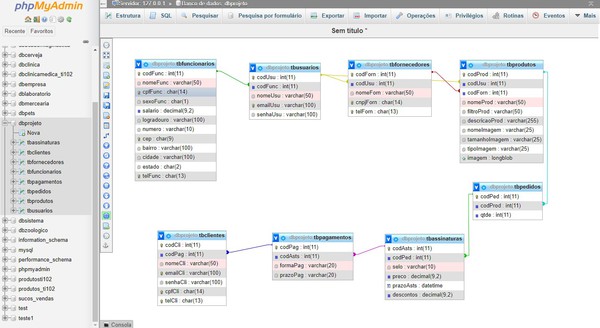 phpMyAdmin
Recente Favoritos
dbcerveja
dbclinica
dbclinicamedica_ti102
dbempresa
dblaboratorio
dbmercearia
dbpets
dbprojeto
Nova
tbassinaturas
tbclientes
tbfornecedores
tbfuncionarios
tbpagamentos
tbpedidos
tbprodutos
tbusuarios
dbsistema
dbzoologico
information_schema
mysql
performance_schema
phpmyadmin
produtosti102
produtos_ti102
sucos_vendas
test
teste1
Servidor: 127.0.0.1 » Banco de dados: dbprojeto
Estrutura SQL Pesquisar Pesquisa por formulário Exportar Importar Operações Privilégios Rotinas Eventos Mais
Sem título *
dbprojeto tbfuncionarios
codFunc : int(11)
nomeFunc : varchar(50)
cpfFunc : char(14)
sexoFunc : char(1)
salario : decimal(9,2)
logradouro : varchar(100)
numero : varchar(10)
cep : char(9)
bairro : varchar(100)
cidade : varchar(100)
estado : char(2)
telFunc : char(13)
dbprojeto tbusuarios
codUsu : int(11)
codFunc : int(11)
nomeUsu : varchar(50)
emailUsu : varchar(100)
senhaUsu : varchar(100)
dbprojeto tbfornecedores
codForn : int(11)
codUsu : int(11)
nomeForn : varchar(50)
cnpjForn : char(14)
telForn : char(13)
dbprojeto tbprodutos
codProd : int(11)
codUsu : int(11)
codForn : int(11)
nomeProd : varchar(50)
filtroProd : varchar(50)
descricaoProd : varchar(255)
nomeImagem : varchar(25)
tamanhoImagem : varchar(25)
tipoImagem : varchar(25)
imagem : longblob
dbprojeto tbpedidos
codPed : int(11)
codProd : int(11)
qtde : int(11)
dbprojeto tbclientes
codCli : int(11)
codPag : int(11)
nomeCli : varchar(50)
emailCli : varchar(100)
senhaCli : varchar(100)
cpfCli : char(14)
telCli : char(13)
dbprojeto tbpagamentos
codPag : int(11)
codAsts : int(11)
formaPag : varchar(20)
prazoPag : varchar(20)
dbprojeto tbassinaturas
codAsts : int(11)
codPed : int(11)
selo : varchar(10)
preco : decimal(9,2)
prazoAsts : datetime
descontos : decimal(9,2)
Console